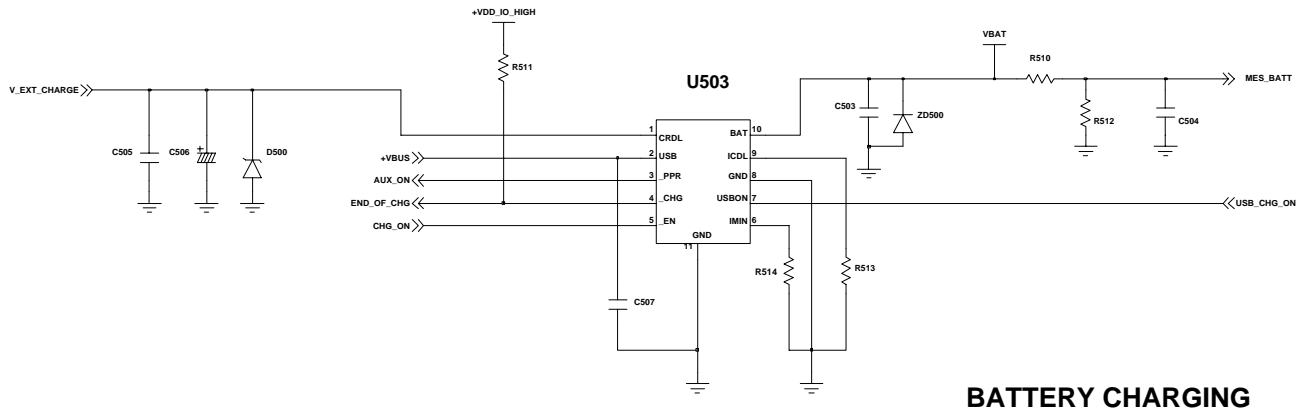 +VDD_IO_HIGH
R511
V_EXT_CHARGE
C505
C506
+
D500
U503
VBAT
R510
MES_BATT
C503
ZD500
R512
C504
1 CRDL
BAT 10
+VBUS
2 USB
ICDL 9
AUX_ON
3 _PPR
GND 8
END_OF_CHG
4 _CHG
USBON 7
USB_CHG_ON
CHG_ON
5 _EN
IMIN 6
GND
11
R514
R513
C507
BATTERY CHARGING